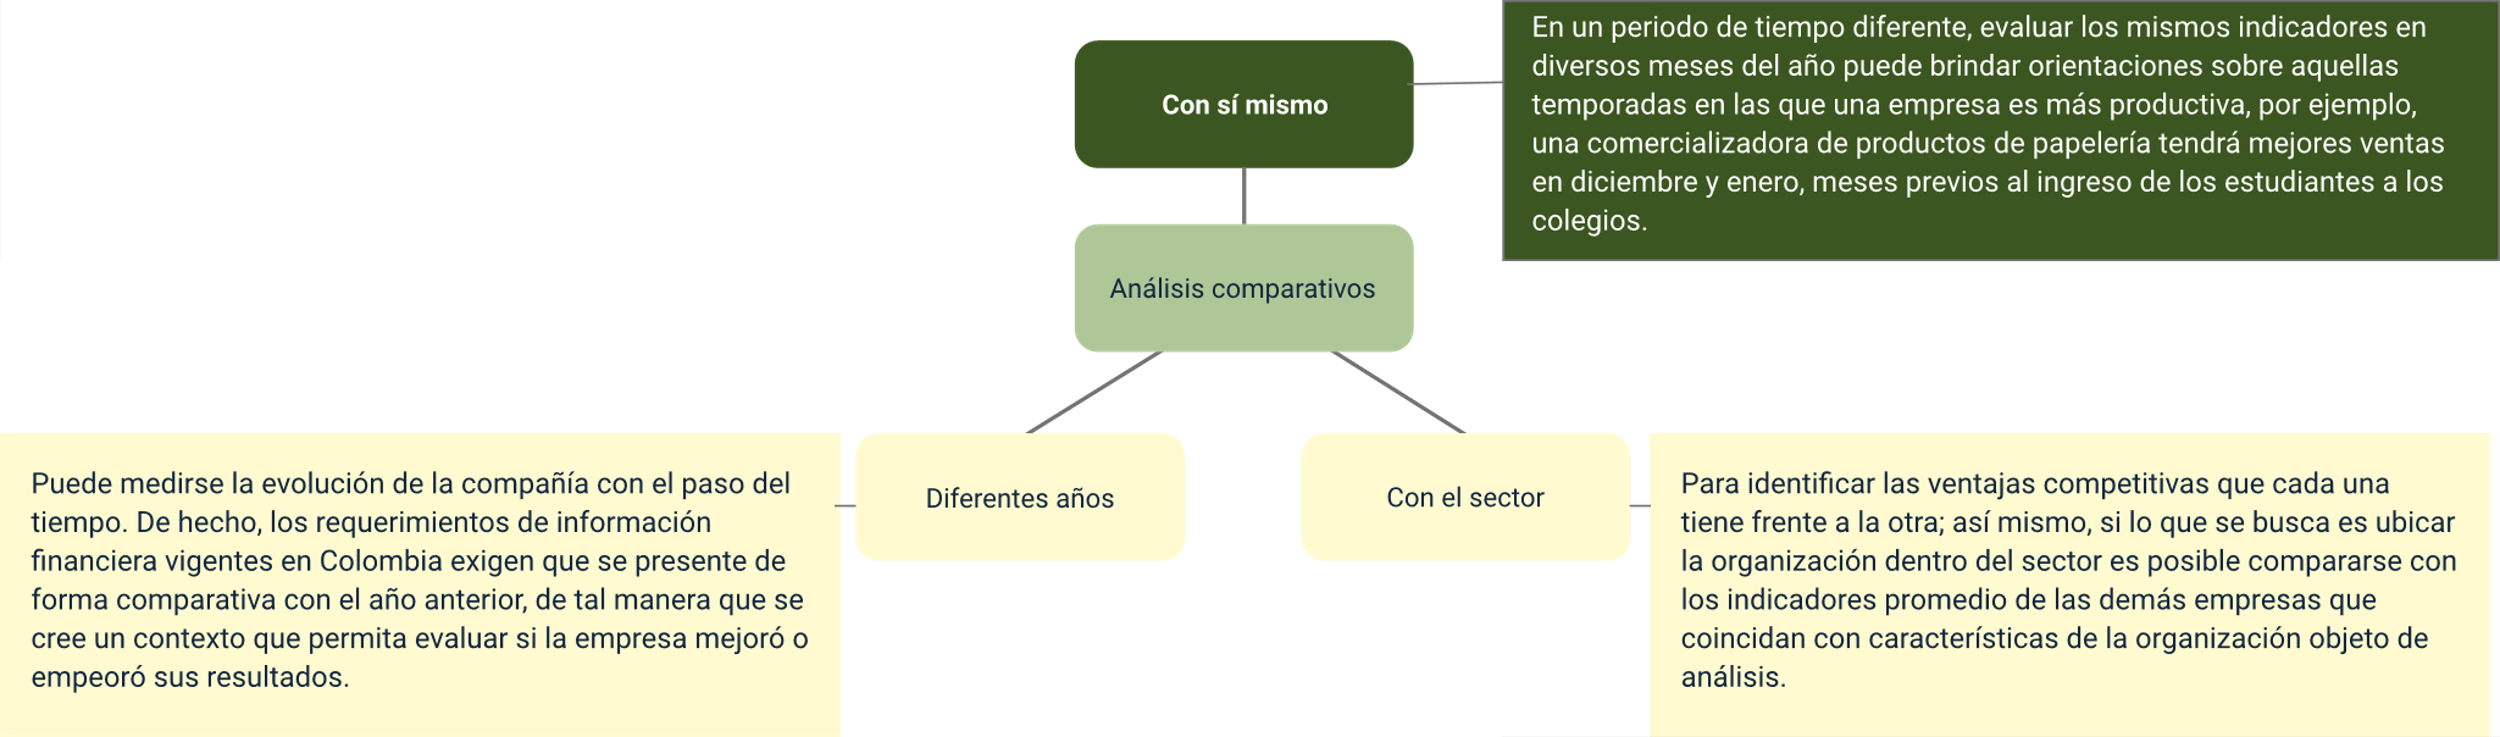 Con sí mismo
En un periodo de tiempo diferente, evaluar los mismos indicadores en
diversos meses del año puede brindar orientaciones sobre aquellas
temporadas en las que una empresa es más productiva, por ejemplo,
una comercializadora de productos de papelería tendrá mejores ventas
en diciembre y enero, meses previos al ingreso de los estudiantes a los
colegios.
Análisis comparativos
Puede medirse la evolución de la compañía con el paso del
tiempo. De hecho, los requerimientos de información
financiera vigentes en Colombia exigen que se presente de
forma comparativa con el año anterior, de tal manera que se
cree un contexto que permita evaluar si la empresa mejoró o
empeoró sus resultados.
Diferentes años
Con el sector
Para identificar las ventajas competitivas que cada una
tiene frente a la otra; así mismo, si lo que se busca es ubicar
la organización dentro del sector es posible compararse con
los indicadores promedio de las demás empresas que
coincidan con características de la organización objeto de
análisis.